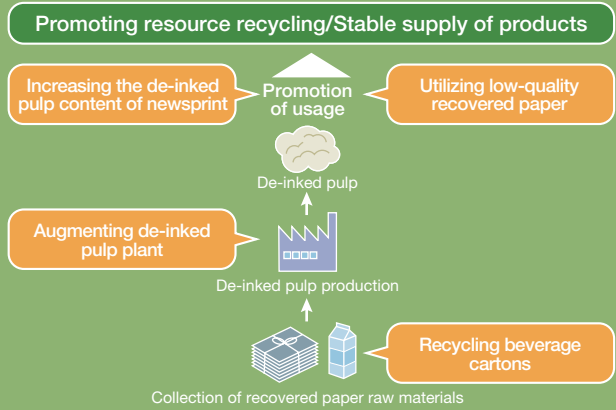 Promoting resource recycling/Stable supply of products
Increasing the de-inked
pulp content of newsprint
Promotion
of usage
Utilizing low-quality
recovered paper
De-inked pulp
Augmenting de-inked
pulp plant
De-inked pulp production
Recycling beverage
cartons
Collection of recovered paper raw materials